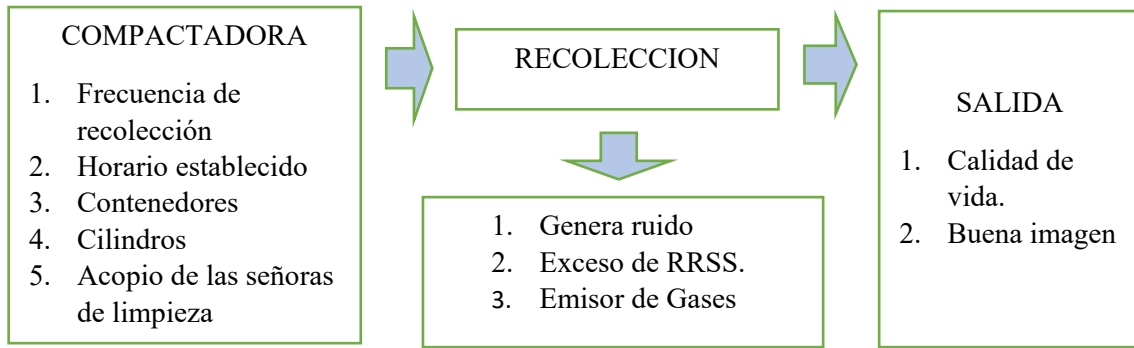 COMPACTADORA
1. Frecuencia de
recolección
2. Horario establecido
3. Contenedores
4. Cilindros
5. Acopio de las señoras
de limpieza
RECOLECCION
1. Genera ruido
2. Exceso de RRSS.
3. Emisor de Gases
SALIDA
1. Calidad de
vida.
2. Buena imagen